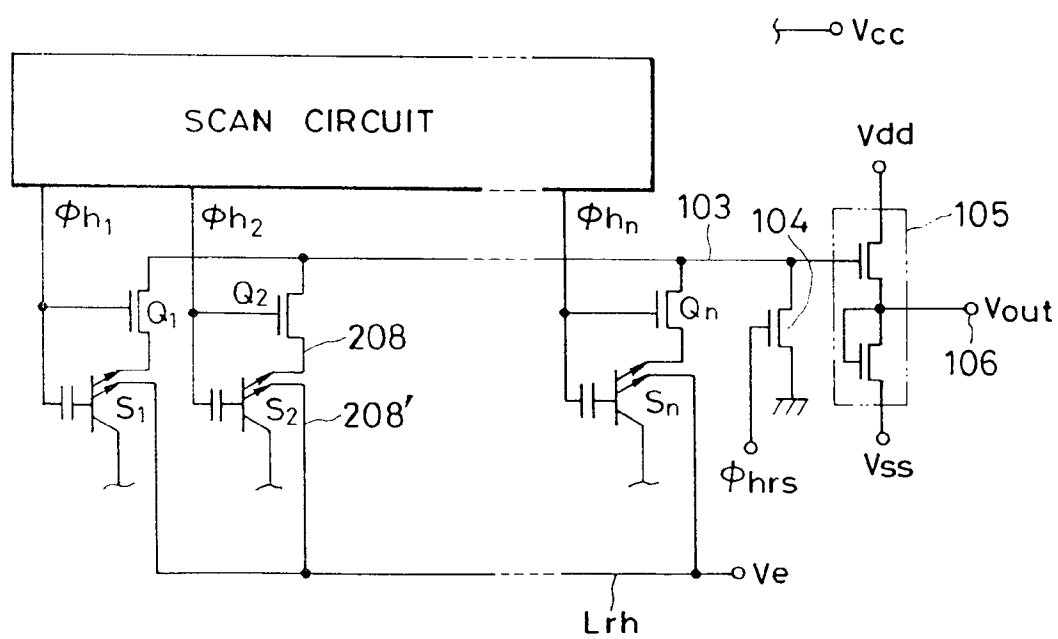 Vcc
SCAN CIRCUIT
Vdd
ϕh1
ϕh2
ϕhn
103
104
105
Q1
Q2
Qn
Vout
106
208
S1
S2
208'
Sn
ϕhrs
Vss
Ve
Lrh